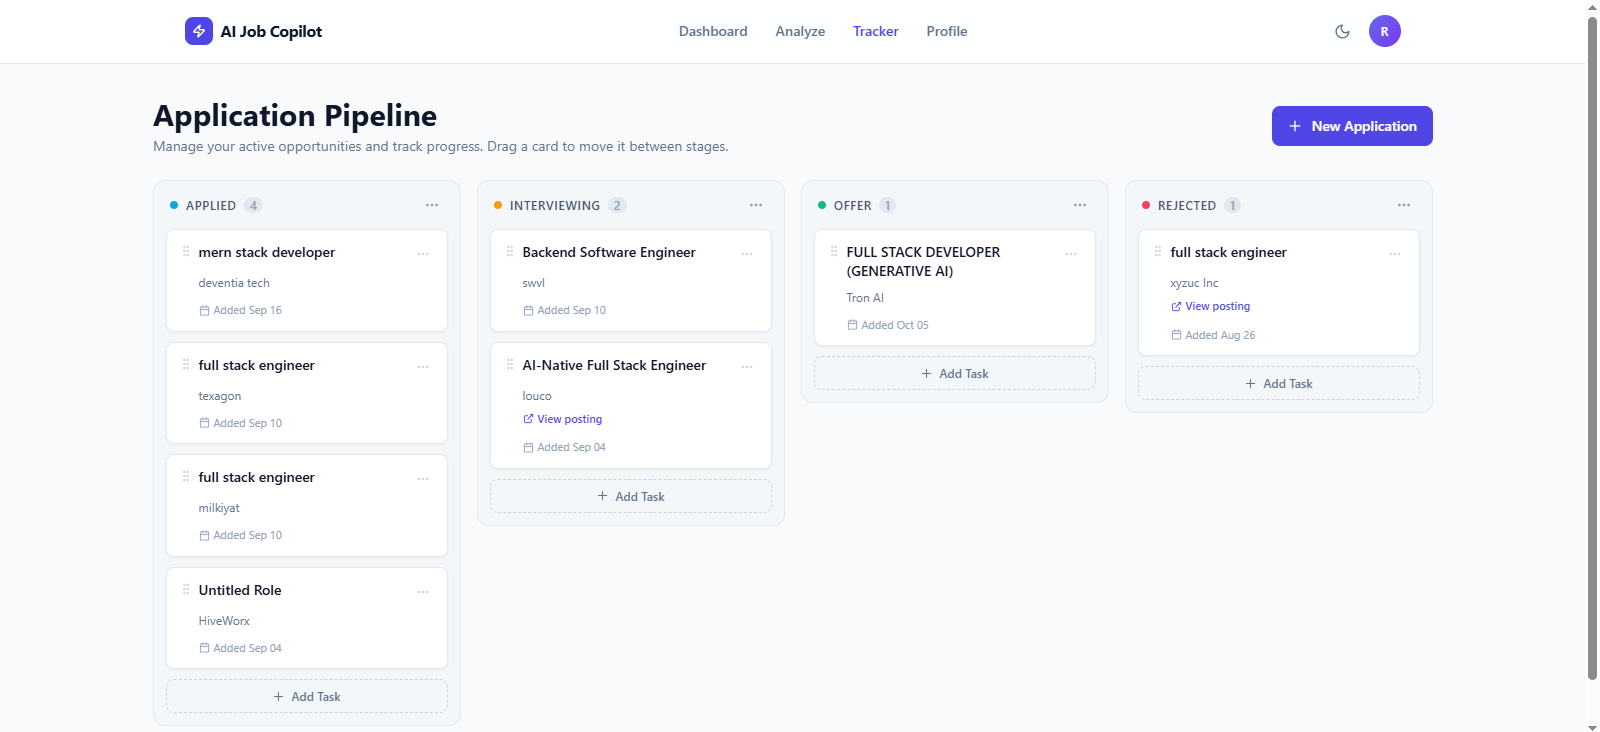 AI Job Copilot
Dashboard
Analyze
Tracker
Profile
R
Application Pipeline
Manage your active opportunities and track progress. Drag a card to move it between stages.
+ New Application
APPLIED 4
mern stack developer
deventia tech
Added Sep 16
full stack engineer
texagon
Added Sep 10
full stack engineer
milkiyat
Added Sep 10
Untitled Role
HiveWorx
Added Sep 04
+ Add Task
INTERVIEWING 2
Backend Software Engineer
swvl
Added Sep 10
AI-Native Full Stack Engineer
louco
View posting
Added Sep 04
+ Add Task
OFFER 1
FULL STACK DEVELOPER
(GENERATIVE AI)
Tron AI
Added Oct 05
+ Add Task
REJECTED 1
full stack engineer
xyzuc Inc
View posting
Added Aug 26
+ Add Task